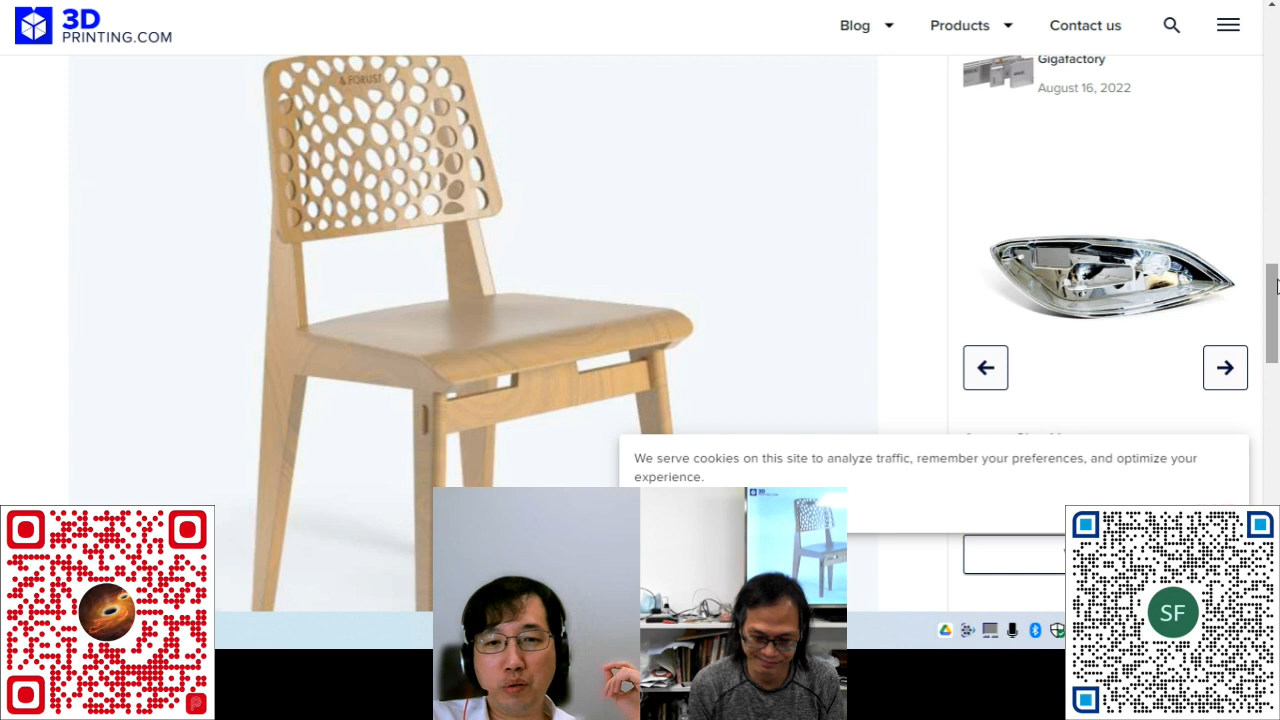 3D
PRINTING.COM
Blog
Products
Contact us
& FORUST
Gigafactory
August 16, 2022
We serve cookies on this site to analyze traffic, remember your preferences, and optimize your
experience.
SF